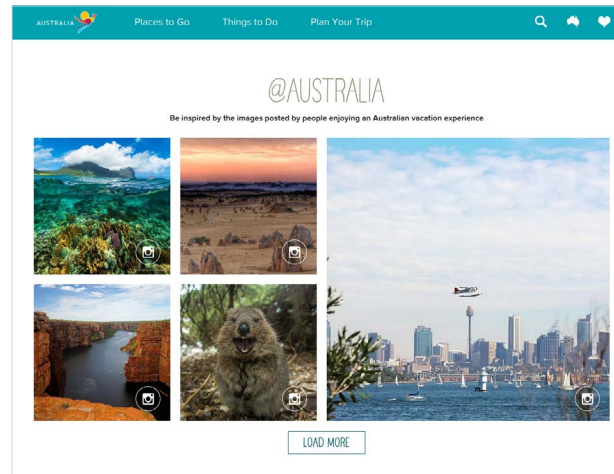 AUSTRALIA
Places to Go
Things to Do
Plan Your Trip
@AUSTRALIA
Be inspired by the images posted by people enjoying an Australian vacation experience
LOAD MORE